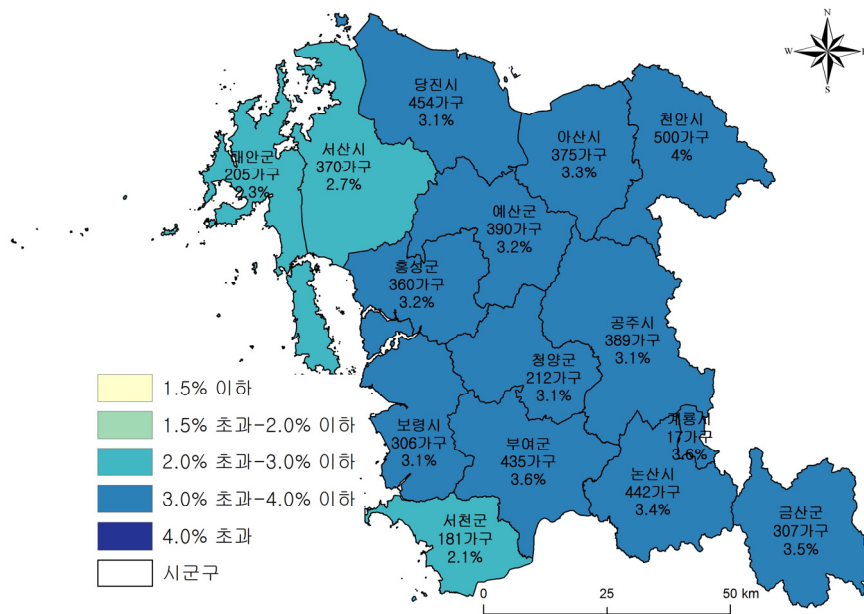 N
W
E
S
당진시
454가구
3.1%
아산시
375가구
3.3%
천안시
500가구
4%
태안군
205가구
2.3%
서산시
370가구
2.7%
예산군
390가구
3.2%
홍성군
360가구
3.2%
공주시
389가구
3.1%
청양군
212가구
3.1%
보령시
306가구
3.1%
부여군
435가구
3.6%
계룡시
17가구
3.6%
논산시
442가구
3.4%
금산군
307가구
3.5%
서천군
181가구
2.1%
1.5% 이하
1.5% 초과-2.0% 이하
2.0% 초과-3.0% 이하
3.0% 초과-4.0% 이하
4.0% 초과
시군구
0 25 50 km